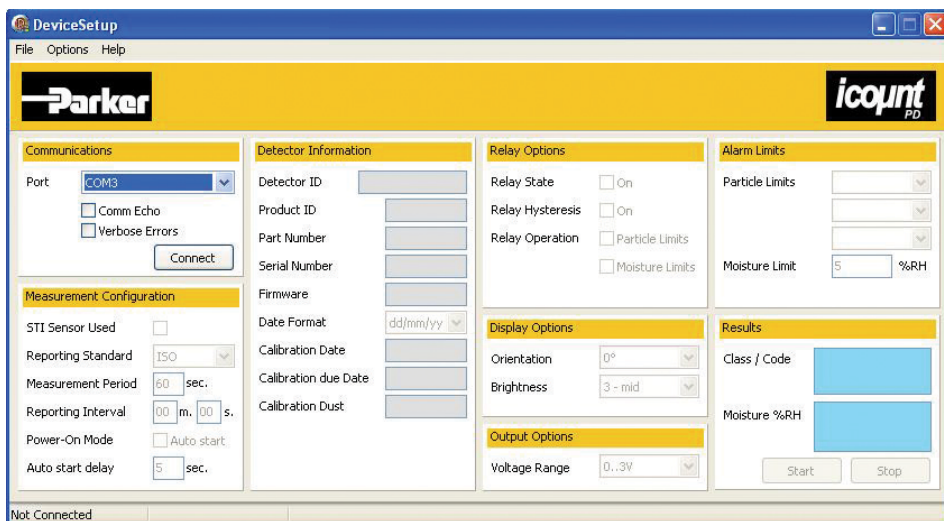 DeviceSetup
File Options Help
Parker
icount
PD
Communications
Port COM3
Comm Echo
Verbose Errors
Connect
Measurement Configuration
STI Sensor Used
Reporting Standard ISO
Measurement Period 60 sec.
Reporting Interval 00 m. 00 s.
Power-On Mode Auto start
Auto start delay 5 sec.
Detector Information
Detector ID
Product ID
Part Number
Serial Number
Firmware
Date Format dd/mm/yy
Calibration Date
Calibration due Date
Calibration Dust
Relay Options
Relay State On
Relay Hysteresis On
Relay Operation Particle Limits
Moisture Limits
Display Options
Orientation 0°
Brightness 3 - mid
Output Options
Voltage Range 0..3V
Alarm Limits
Particle Limits
Moisture Limit 5 %RH
Results
Class / Code
Moisture %RH
Start Stop
Not Connected